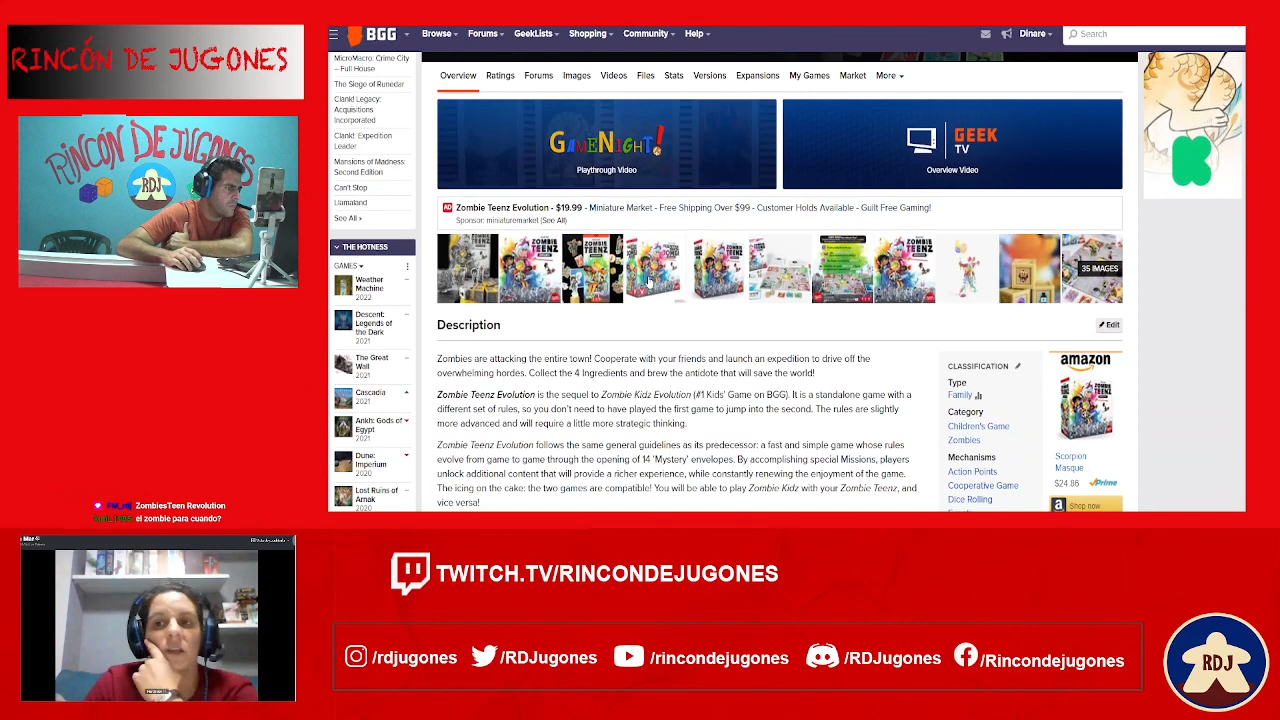 RINCÓN DE JUGONES
RINCÓN DE JUGONES
RDJ
BGG
Browse
Forums
GeekLists
Shopping
Community
Help
Dinare
Search
MicroMacro: Crime City
– Full House
The Siege of Runedar
Clank! Legacy:
Acquisitions
Incorporated
Clank!: Expedition
Leader
Mansions of Madness:
Second Edition
Can't Stop
Llamaland
See All >
THE HOTNESS
GAMES
Weather
Machine
2022
Descent:
Legends of
the Dark
2021
The Great
Wall
2021
Cascadia
2021
Ankh: Gods of
Egypt
2021
Dune:
Imperium
2020
Lost Ruins of
Arnak
2020
Overview Ratings Forums Images Videos Files Stats Versions Expansions My Games Market More
GAMENIGHT!
Playthrough Video
GEEK
TV
Overview Video
AD Zombie Teenz Evolution - $19.99 - Miniature Market - Free Shipping Over $99 - Customer Holds Available - Guilt Free Gaming!
Sponsor: miniaturemarket (See All)
ZOMBIE
TEENZ
35 IMAGES
Description
Edit
Zombies are attacking the entire town! Cooperate with your friends and launch an expedition to drive off the
overwhelming hordes. Collect the 4 Ingredients and brew the antidote that will save the world!
Zombie Teenz Evolution is the sequel to Zombie Kidz Evolution (#1 Kids' Game on BGG). It is a standalone game with a
different set of rules, so you don't need to have played the first game to jump into the second. The rules are slightly
more advanced and will require a little more strategic thinking.
Zombie Teenz Evolution follows the same general guidelines as its predecessor: a fast and simple game whose rules
evolve from game to game through the opening of 14 'Mystery' envelopes. By accomplishing special Missions, players
unlock additional content that will provide a richer experience, while constantly renewing the enjoyment of the game.
The icing on the cake: the two games are compatible! You will be able to play Zombie Kidz with your Zombie Teenz, and
vice versa!
CLASSIFICATION
Type
Family
Category
Children's Game
Zombies
Mechanisms
Action Points
Cooperative Game
Dice Rolling
amazon
Scorpion
Masque
$24.86 Prime
Shop now
ZombiesTeen Revolution
el zombie para cuando?
TWITCH.TV/RINCONDEJUGONES
/rdjugones
/RDJugones
/rincondejugones
/RDJugones
/Rincondejugones
RDJ